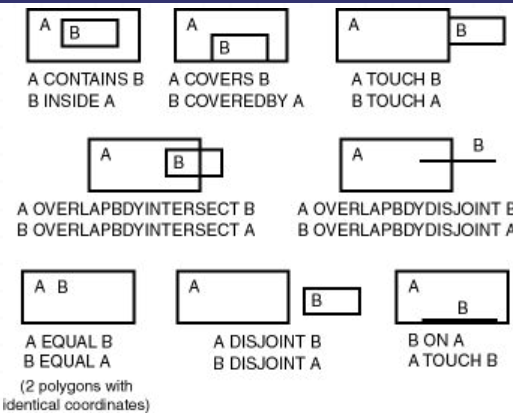 A
B
A
B
A
B
A CONTAINS B
B INSIDE A
A COVERS B
B COVEREDBY A
A TOUCH B
B TOUCH A
A
B
A
B
A OVERLAPBDYINTERSECT B
B OVERLAPBDYINTERSECT A
A OVERLAPBDYDISJOINT B
B OVERLAPBDYDISJOINT A
A B
A
B
A
B
A EQUAL B
B EQUAL A
(2 polygons with
identical coordinates)
A DISJOINT B
B DISJOINT A
B ON A
A TOUCH B